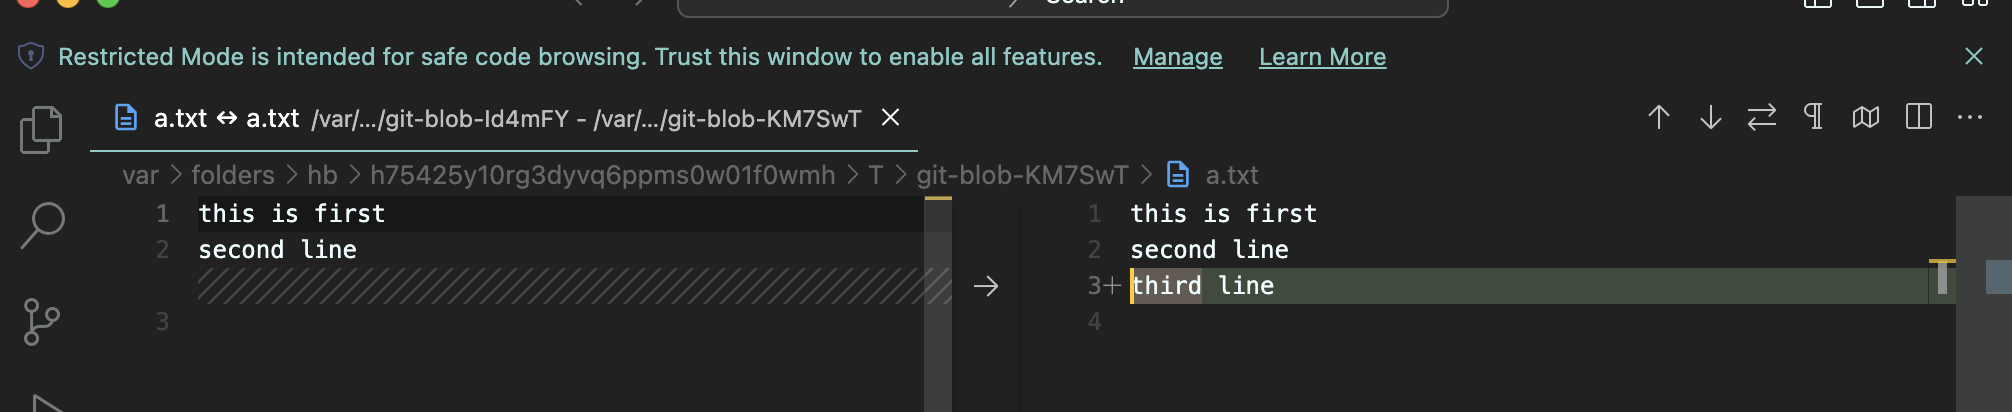 Restricted Mode is intended for safe code browsing. Trust this window to enable all features. Manage Learn More
a.txt ↔ a.txt /var/.../git-blob-Id4mFY - /var/.../git-blob-KM7SwT
var > folders > hb > h75425y10rg3dyvq6ppms0w01f0wmh > T > git-blob-KM7SwT > a.txt
1 this is first
2 second line
3
1 this is first
2 second line
3+ third line
4